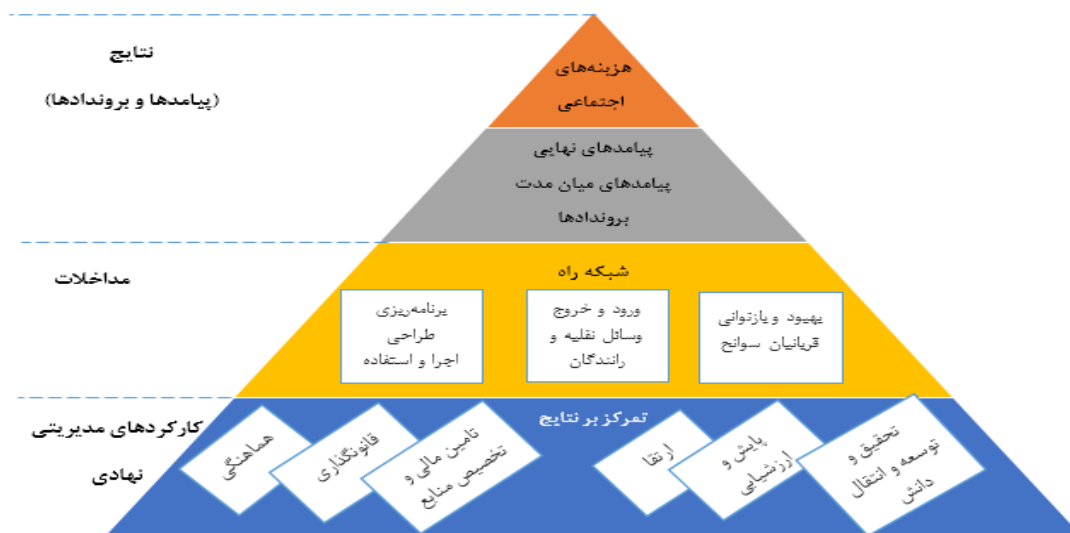 نتایج
(پیامدها و بروندادها)
هزینه‌های
اجتماعی
پیامدهای نهایی
پیامدهای میان مدت
بروندادها
مداخلات
شبکه راه
بهبود و بازتوانی
قربانیان سوانح
ورود و خروج
وسائل نقلیه و
رانندگان
برنامه‌ریزی
طراحی
اجرا و استفاده
کارکردهای مدیریتی
نهادی
تمرکز بر نتایج
تحقیق و
توسعه و انتقال
دانش
پایش و
ارزشیابی
ارتقا
تامین مالی و
تخصیص منابع
قانونگذاری
هماهنگی